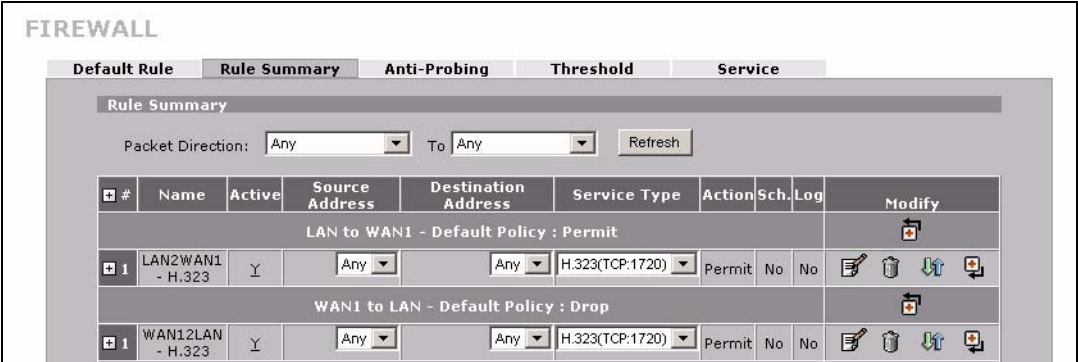 FIREWALL
Default Rule Rule Summary Anti-Probing Threshold Service
Rule Summary
Packet Direction: Any To Any Refresh
# Name Active Source Address Destination Address Service Type Action Sch. Log Modify
LAN to WAN1 - Default Policy : Permit
1 LAN2WAN1 - H.323 Y Any Any H.323(TCP:1720) Permit No No
WAN1 to LAN - Default Policy : Drop
1 WAN12LAN - H.323 Y Any Any H.323(TCP:1720) Permit No No